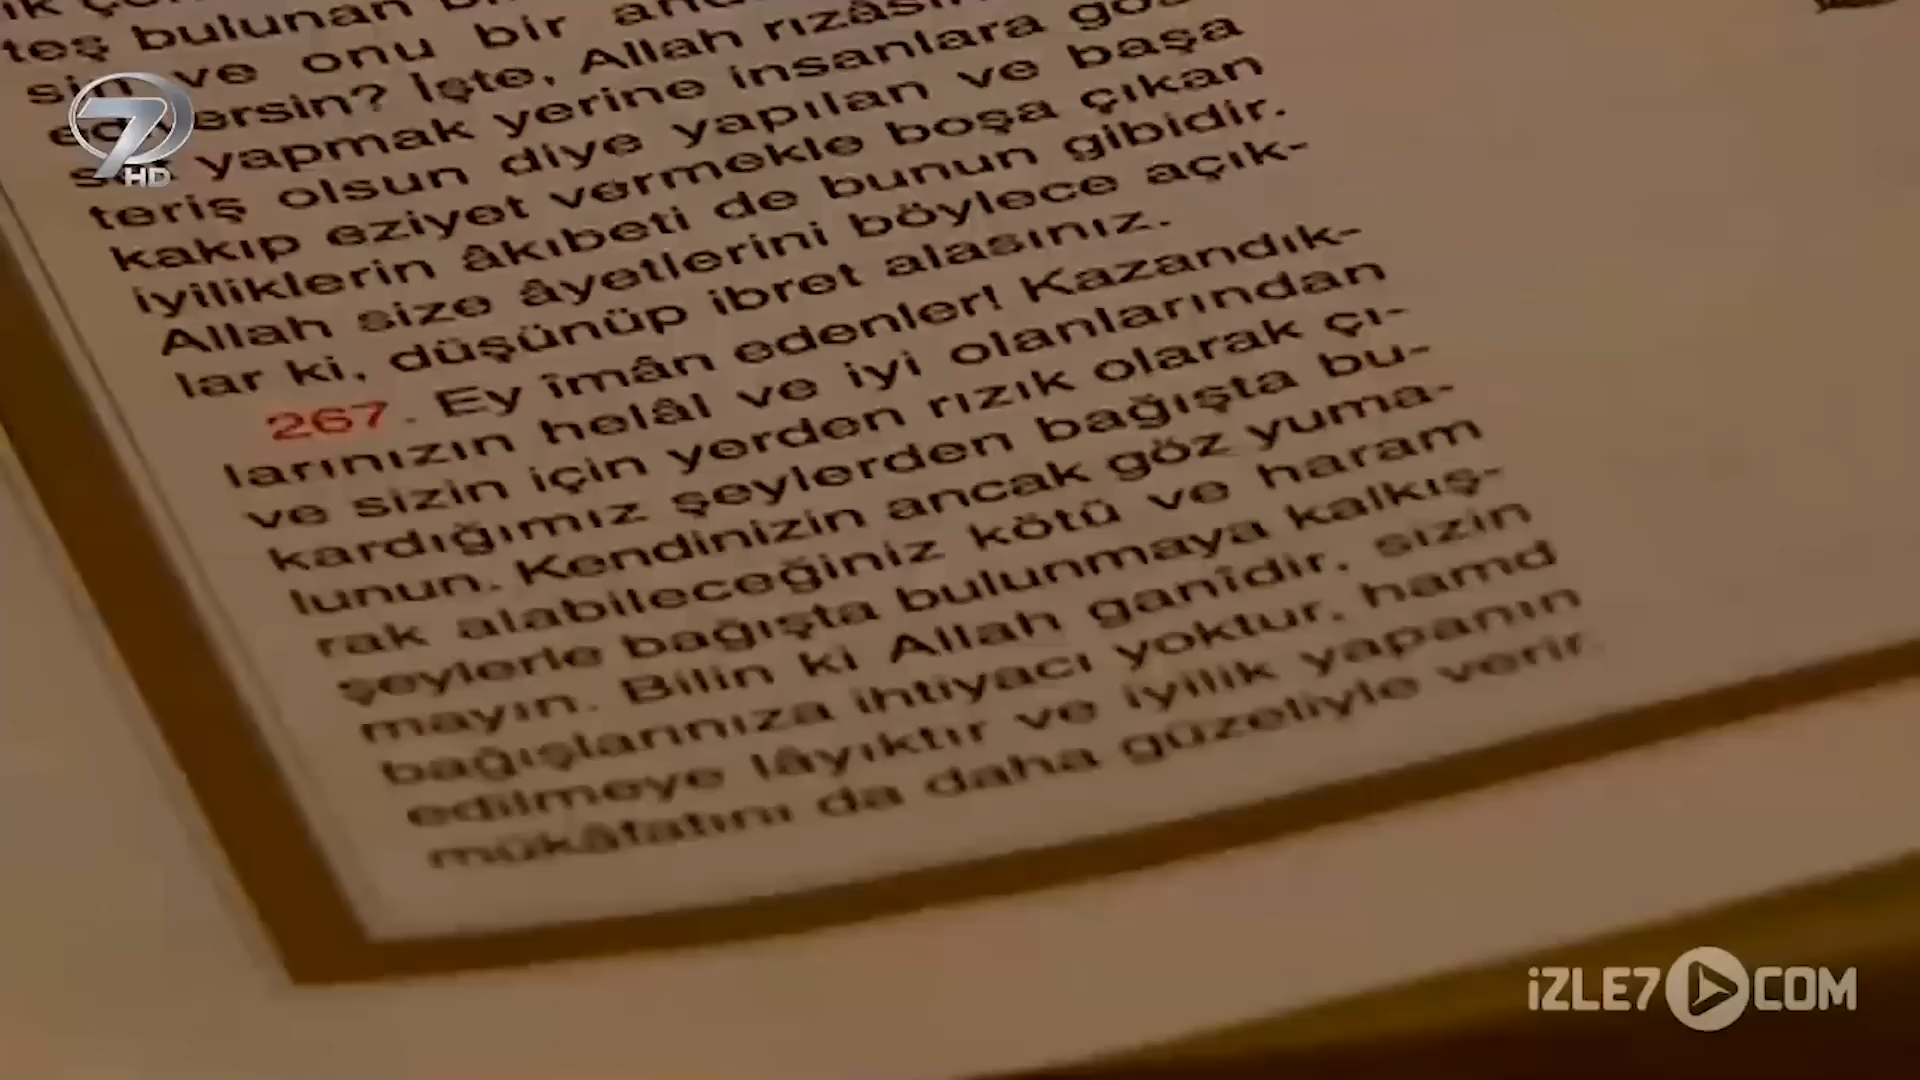 teş bulunan
sin ve onu bir
ersin? İşte, Allah rızâsın
yapmak yerine insanlara gös
teriş olsun diye yapılan ve başa
kakıp eziyet vermekle boşa çıkan
iyiliklerin âkıbeti de bunun gibidir.
Allah size âyetlerini böylece açık-
lar ki, düşünüp ibret alasınız.
267. Ey îmân edenler! Kazandık-
larınızın helâl ve iyi olanlarından
ve sizin için yerden rızık olarak çı-
kardığımız şeylerden bağışta bu-
lunun. Kendinizin ancak göz yuma-
rak alabileceğiniz kötü ve haram
şeylerle bağışta bulunmaya kalkış-
mayın. Bilin ki Allah ganîdir, sizin
bağışlarınıza ihtiyacı yoktur, hamd
edilmeye lâyıktır ve iyilik yapanın
mükâfatını da daha güzeliyle verir.
7
HD
iZLE7 COM